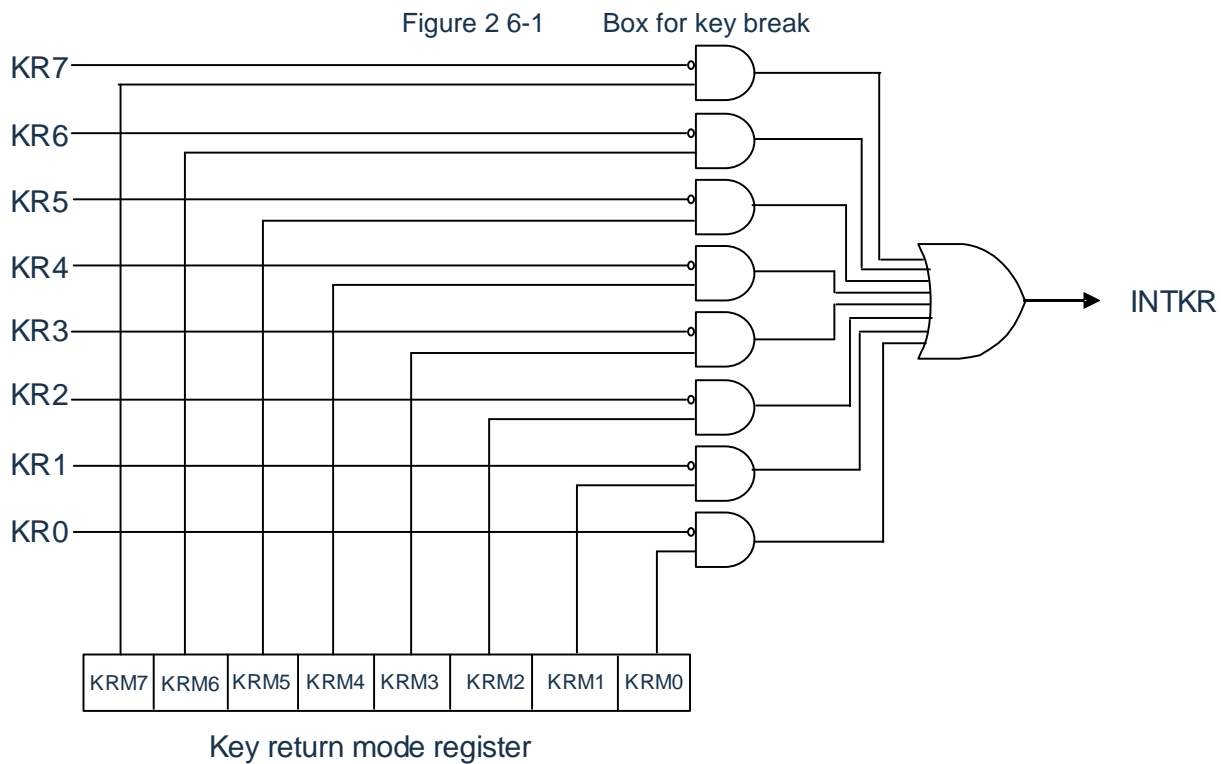 Figure 2 6-1 Box for key break
KR7
KR6
KR5
KR4
KR3
KR2
KR1
KR0
INTKR
KRM7 KRM6 KRM5 KRM4 KRM3 KRM2 KRM1 KRM0
Key return mode register